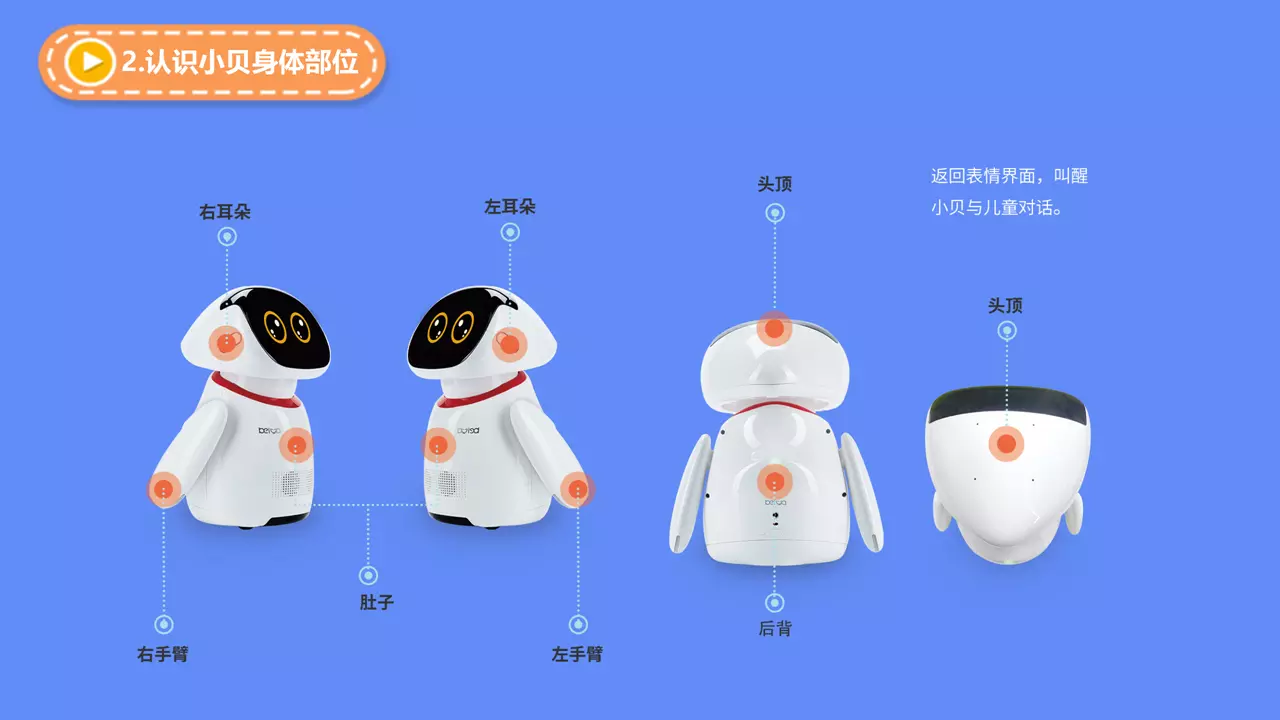 2.认识小贝身体部位
返回表情界面，叫醒
小贝与儿童对话。
头顶
右耳朵
左耳朵
头顶
肚子
后背
右手臂
左手臂